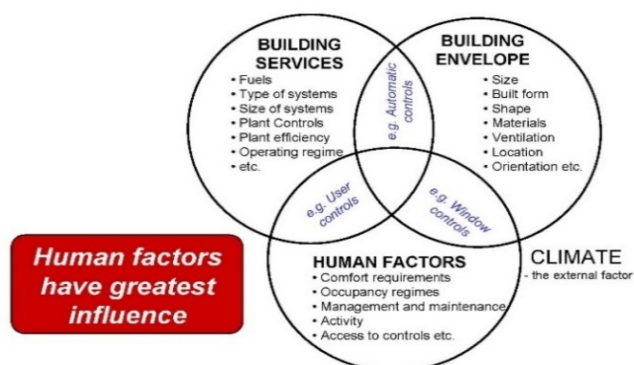 BUILDING
SERVICES
• Fuels
• Type of systems
• Size of systems
• Plant Controls
• Plant efficiency
• Operating regime
• etc.
BUILDING
ENVELOPE
• Size
• Built form
• Shape
• Materials
• Ventilation
• Location
• Orientation etc.
e.g. Automatic
controls
e.g. User
controls
e.g. Window
controls
HUMAN FACTORS
• Comfort requirements
• Occupancy regimes
• Management and maintenance
• Activity
• Access to controls etc.
CLIMATE
- the external factor
Human factors
have greatest
influence